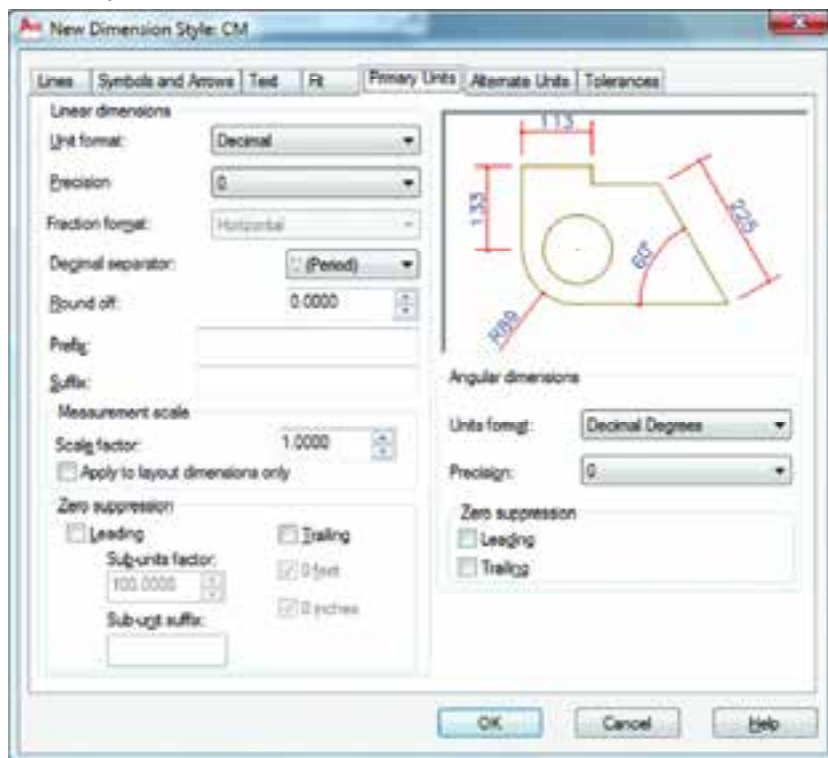 New Dimension Style: CM
Lines Symbols and Arrows Text Fit Primary Units Alternate Units Tolerances
Linear dimensions
Unit format: Decimal
Precision 0
Fraction format: Horizontal
Decimal separator: '.' (Period)
Round off: 0.0000
Prefix:
Suffix:
Measurement scale
Scale factor: 1.0000
Apply to layout dimensions only
Zero suppression
Leading Trailing
Sub-units factor: 0 feet
100.0000
0 inches
Sub-unit suffix:
113
133
225
60°
R89
Angular dimensions
Units format: Decimal Degrees
Precision: 0
Zero suppression
Leading
Trailing
OK Cancel Help